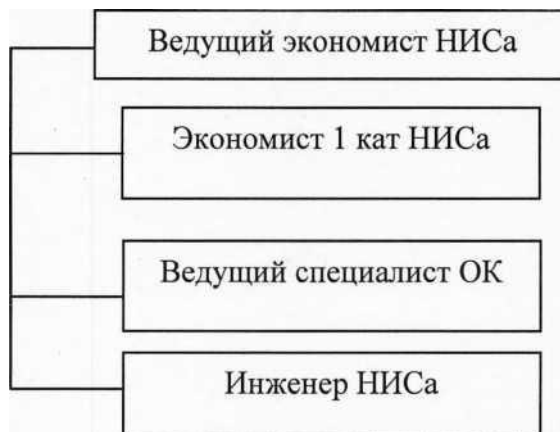 Ведущий экономист НИСа
Экономист 1 кат НИСа
Ведущий специалист ОК
Инженер НИСа